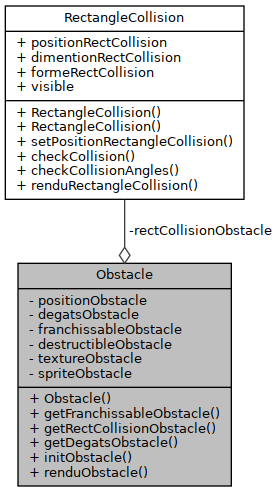 RectangleCollision
+ positionRectCollision
+ dimentionRectCollision
+ formeRectCollision
+ visible
+ RectangleCollision()
+ RectangleCollision()
+ setPositionRectangleCollision()
+ checkCollision()
+ checkCollisionAngles()
+ renduRectangleCollision()
-rectCollisionObstacle
Obstacle
- positionObstacle
- degatsObstacle
- franchissableObstacle
- destructibleObstacle
- textureObstacle
- spriteObstacle
+ Obstacle()
+ getFranchissableObstacle()
+ getRectCollisionObstacle()
+ getDegatsObstacle()
+ initObstacle()
+ renduObstacle()